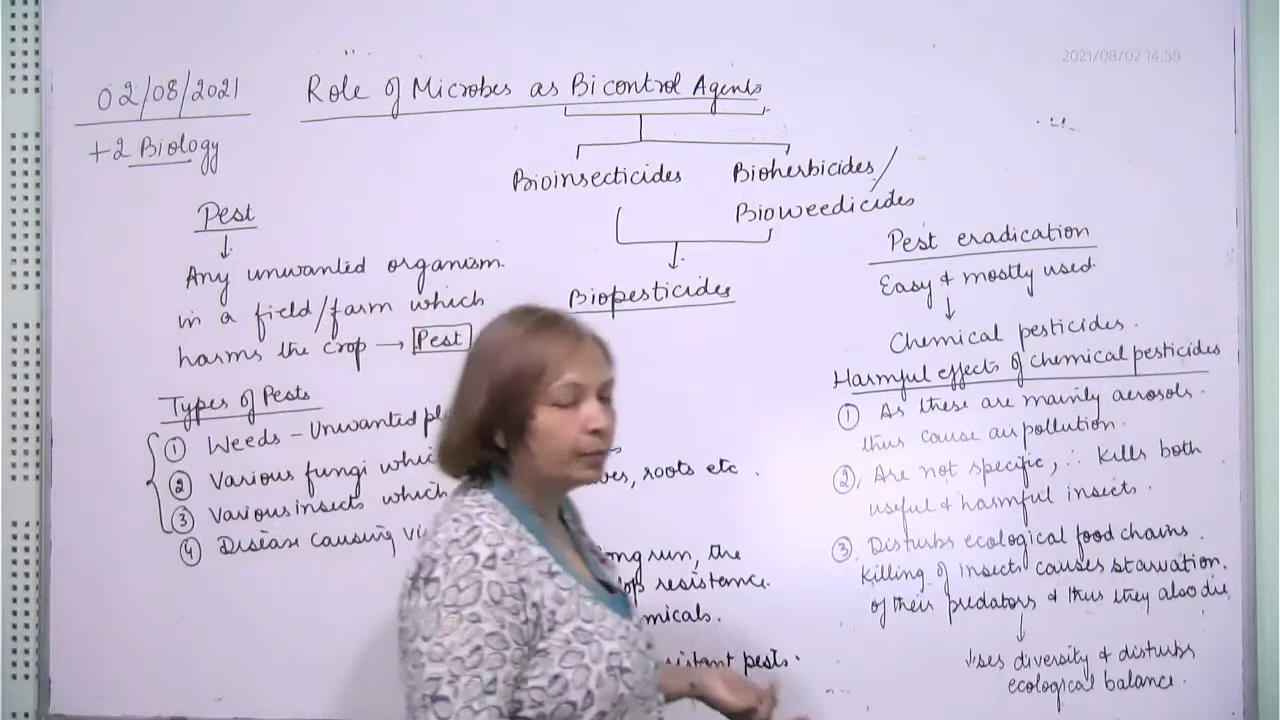 2021/08/02 14:58
02/08/2021
Role of Microbes as Bicontrol Agents
+2 Biology
Bioinsecticides
Bioherbicides/
Bioweedicides
Biopesticides
Pest
↓
Any unwanted organism
in a field/farm which
harms the crop → Pest
Types of Pests
① Weeds - Unwanted
② Various fungi
③ Various insects which
④ Disease causing
roots etc.
run, the
resistance
pests.
Pest eradication
Easy & mostly used
↓
Chemical pesticides.
Harmful effects of chemical pesticides
① As these are mainly aerosols.
thus cause air pollution.
② Are not specific, ∴ kills both
useful & harmful insects.
③ Disturbs ecological food chains.
killing of insects causes starvation.
of their predators & thus they also die
↓
↓ses diversity & disturbs
ecological balance.